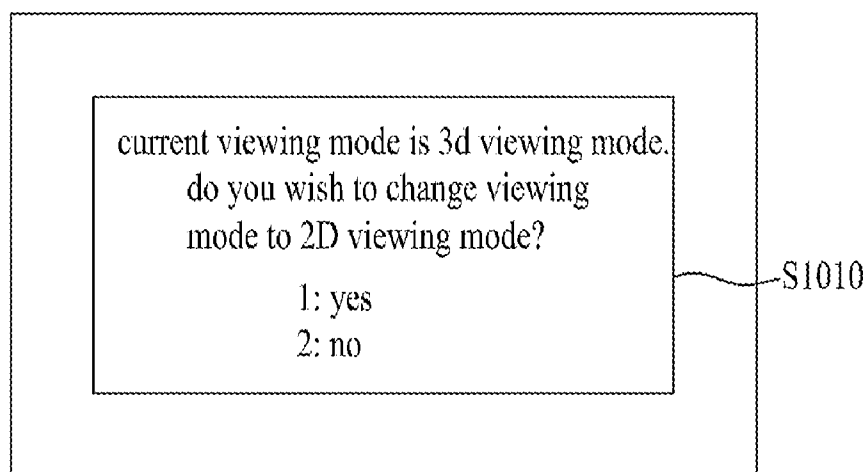 current viewing mode is 3d viewing mode.
do you wish to change viewing
mode to 2D viewing mode?
1: yes
2: no
S1010